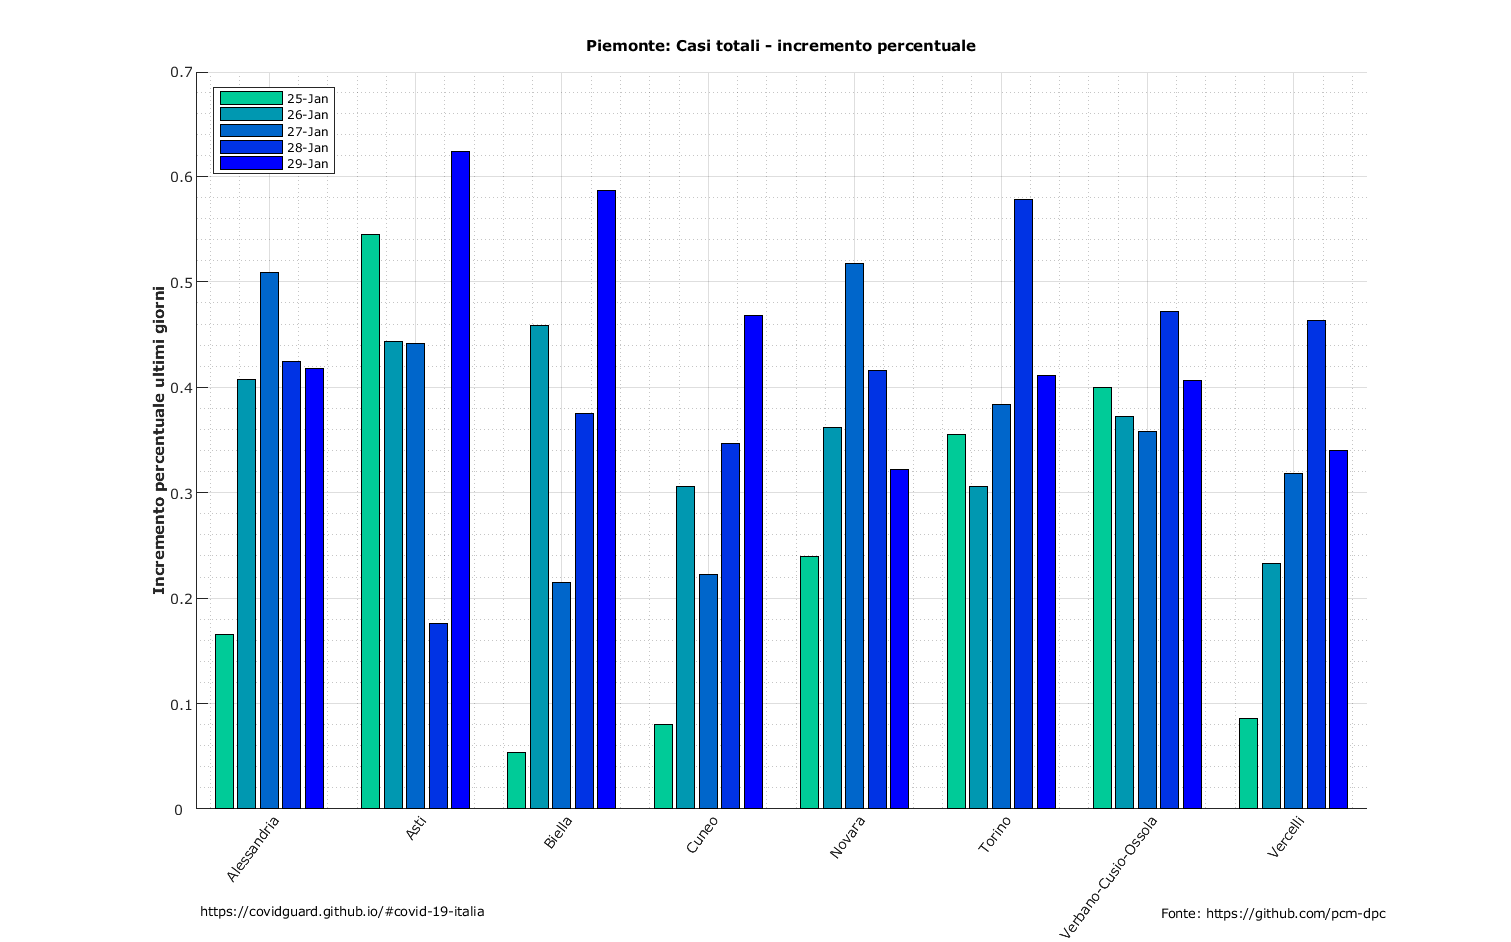 Piemonte: Casi totali - incremento percentuale
0.7
0.6
0.5
0.4
0.3
0.2
0.1
0
Incremento percentuale ultimi giorni
25-Jan
26-Jan
27-Jan
28-Jan
29-Jan
Alessandria
Asti
Biella
Cuneo
Novara
Torino
Verbano-Cusio-Ossola
Vercelli
https://covidguard.github.io/#covid-19-italia
Fonte: https://github.com/pcm-dpc